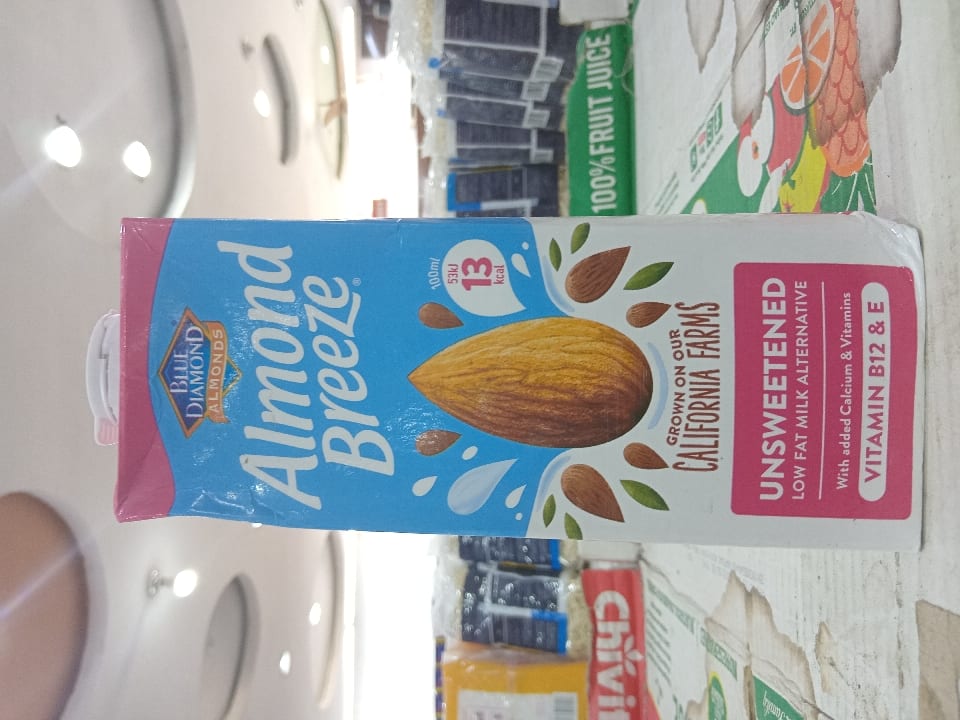 BLUE
DIAMOND
ALMONDS
Almond
Breeze®
100ml
53kJ
13
kcal
GROWN ON OUR
CALIFORNIA FARMS
UNSWEETENED
LOW FAT MILK ALTERNATIVE
With added Calcium & Vitamins
VITAMIN B12 & E
100% FRUIT JUICE
Chivit